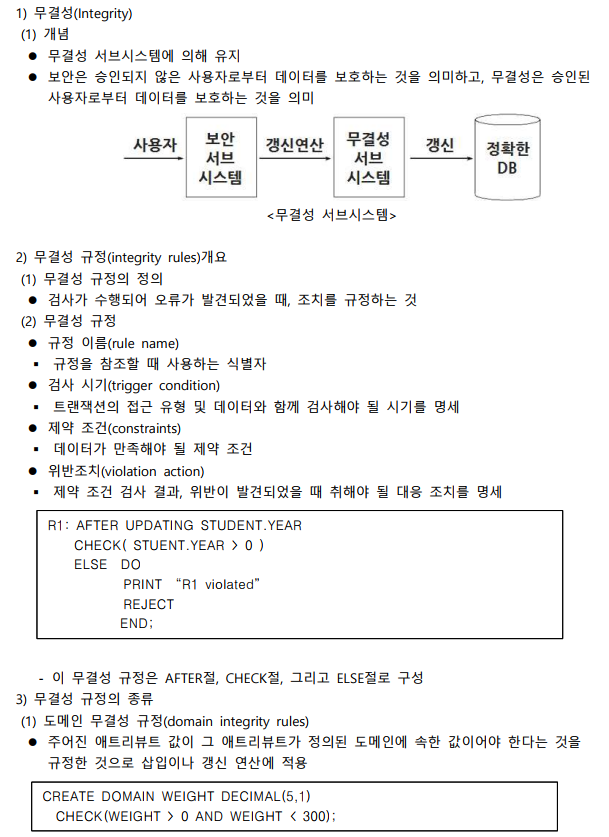 1) 무결성(Integrity)
(1) 개념
● 무결성 서브시스템에 의해 유지
● 보안은 승인되지 않은 사용자로부터 데이터를 보호하는 것을 의미하고, 무결성은 승인된
사용자로부터 데이터를 보호하는 것을 의미
사용자
보안
서브
시스템
갱신연산
무결성
서브
시스템
갱신
정확한
DB
<무결성 서브시스템>
2) 무결성 규정(integrity rules)개요
(1) 무결성 규정의 정의
● 검사가 수행되어 오류가 발견되었을 때, 조치를 규정하는 것
(2) 무결성 규정
● 규정 이름(rule name)
▪ 규정을 참조할 때 사용하는 식별자
● 검사 시기(trigger condition)
▪ 트랜잭션의 접근 유형 및 데이터와 함께 검사해야 될 시기를 명세
● 제약 조건(constraints)
▪ 데이터가 만족해야 될 제약 조건
● 위반조치(violation action)
▪ 제약 조건 검사 결과, 위반이 발견되었을 때 취해야 될 대응 조치를 명세
R1: AFTER UPDATING STUDENT.YEAR
CHECK( STUENT.YEAR > 0 )
ELSE DO
PRINT “R1 violated”
REJECT
END;
- 이 무결성 규정은 AFTER절, CHECK절, 그리고 ELSE절로 구성
3) 무결성 규정의 종류
(1) 도메인 무결성 규정(domain integrity rules)
● 주어진 애트리뷰트 값이 그 애트리뷰트가 정의된 도메인에 속한 값이어야 한다는 것을
규정한 것으로 삽입이나 갱신 연산에 적용
CREATE DOMAIN WEIGHT DECIMAL(5,1)
CHECK(WEIGHT > 0 AND WEIGHT < 300);